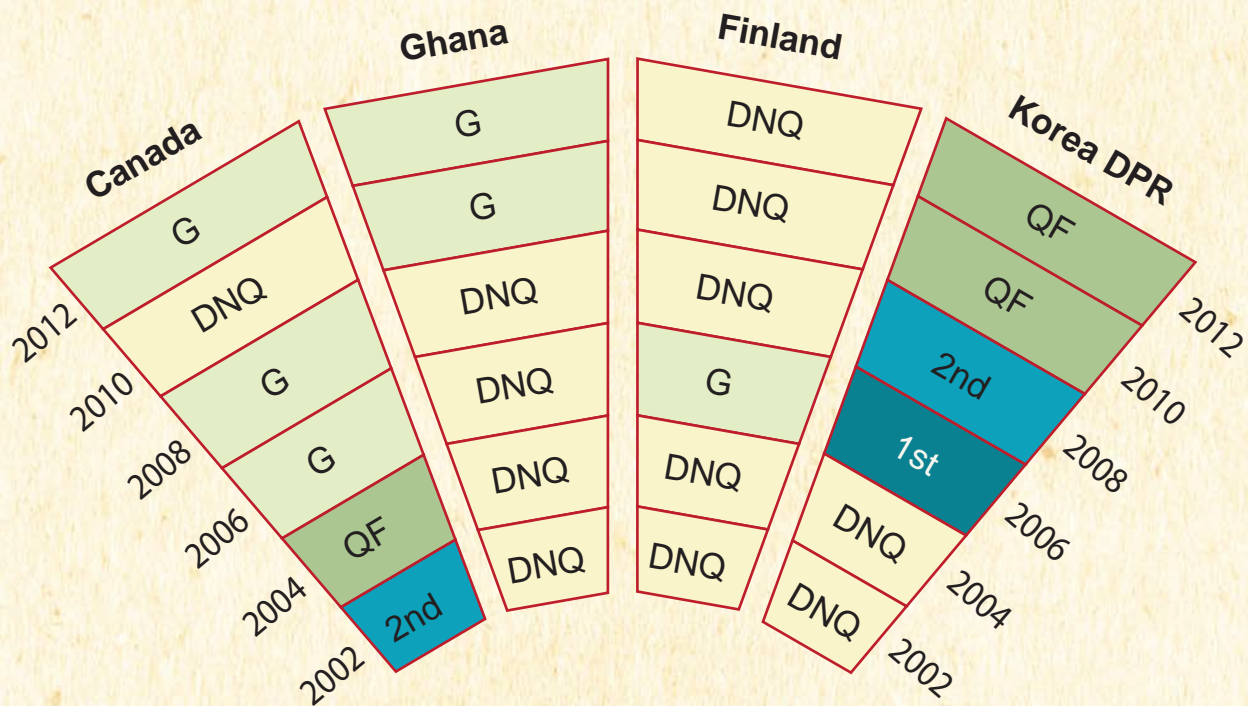 Canada
G
DNQ
G
G
QF
2nd
2012
2010
2008
2006
2004
2002
Ghana
G
G
DNQ
DNQ
DNQ
DNQ
Finland
DNQ
DNQ
DNQ
G
DNQ
DNQ
Korea DPR
QF
QF
2nd
1st
DNQ
DNQ
2012
2010
2008
2006
2004
2002